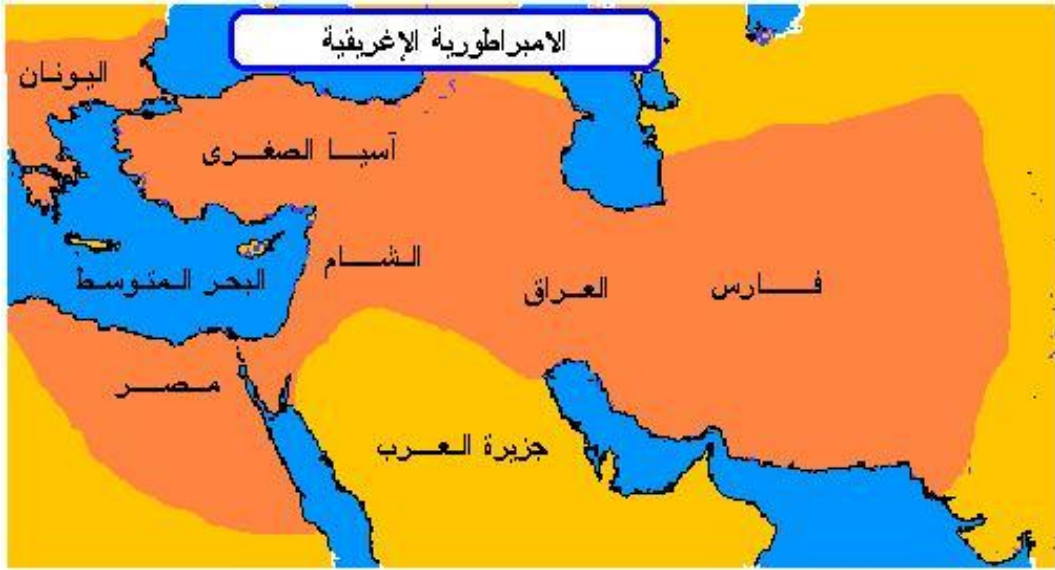 الامبراطورية الإغريقية
اليونان
آسيا الصغرى
الشام
البحر المتوسط
العراق
فارس
مصر
جزيرة العرب